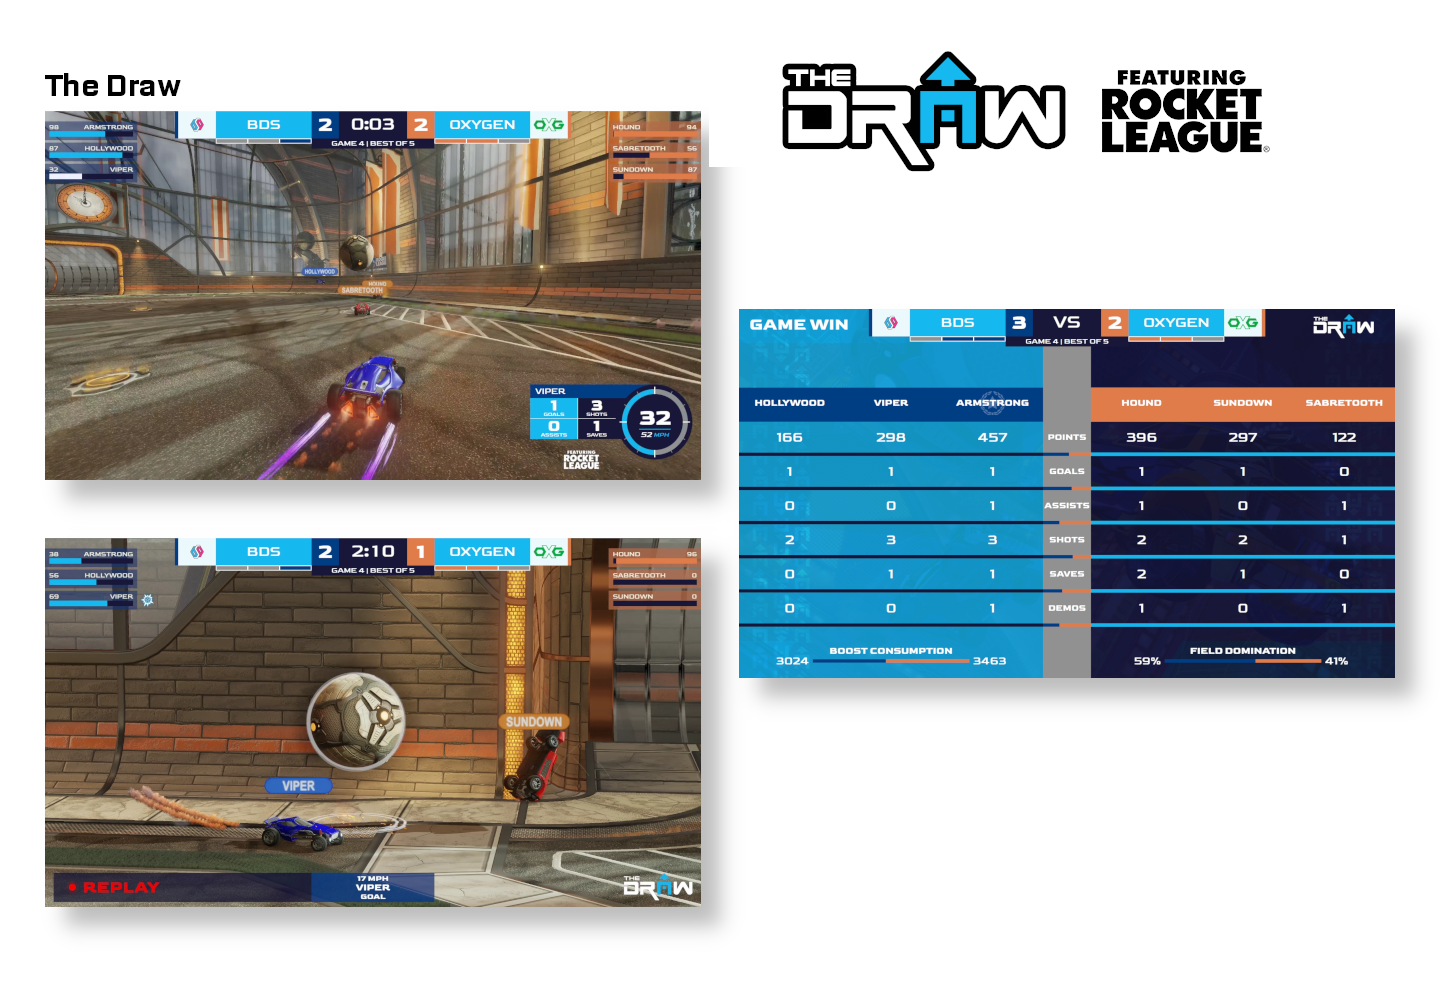 The Draw
THE
DRAW
FEATURING
ROCKET
LEAGUE®
98 ARMSTRONG
87 HOLLYWOOD
32 VIPER
BDS 2 0:03 2 OXYGEN OXG
GAME 4 | BEST OF 5
HOUND 94
SABRETOOTH 56
SUNDOWN 87
HOLLYWOOD
HOUND
SABRETOOTH
VIPER
1 GOALS 3 SHOTS
0 ASSISTS 1 SAVES
32
52 MPH
FEATURING
ROCKET
LEAGUE
GAME WIN
BDS 3 VS 2 OXYGEN OXG
GAME 4 | BEST OF 5
THE
DRAW
HOLLYWOOD VIPER ARMSTRONG HOUND SUNDOWN SABRETOOTH
166 298 457 POINTS 396 297 122
1 1 1 GOALS 1 1 0
0 0 1 ASSISTS 1 0 1
2 3 3 SHOTS 2 2 1
0 1 1 SAVES 2 1 0
0 0 1 DEMOS 1 0 1
BOOST CONSUMPTION
3024 3463
FIELD DOMINATION
59% 41%
38 ARMSTRONG
56 HOLLYWOOD
69 VIPER
BDS 2 2:10 1 OXYGEN OXG
GAME 4 | BEST OF 5
HOUND 96
SABRETOOTH 0
SUNDOWN 0
SUNDOWN
VIPER
REPLAY
17 MPH
VIPER
GOAL
THE
DRAW